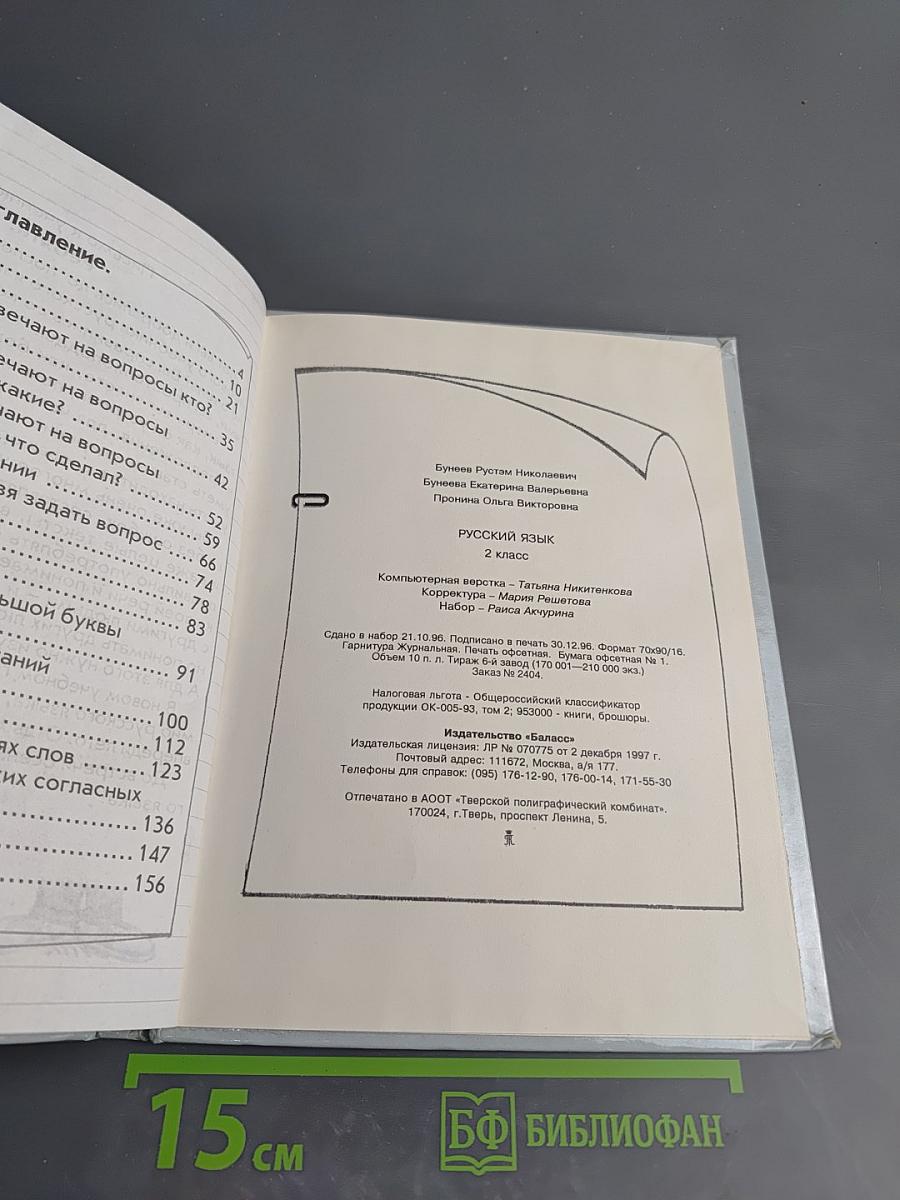 главление.
4
10
вечают на вопросы кто?
21
ечают на вопросы
35
какие?
чают на вопросы
42
что сделал?
52
нии
59
зя задать вопрос ... 66
74
78
83
ьшой буквы
91
аний
100
112
ях слов ........ 123
ких согласных
136
147
156
Бунеев Рустэм Николаевич
Бунеева Екатерина Валерьевна
Пронина Ольга Викторовна
РУССКИЙ ЯЗЫК
2 класс
Компьютерная верстка – Татьяна Никитенкова
Корректура – Мария Решетова
Набор – Раиса Акчурина
Сдано в набор 21.10.96. Подписано в печать 30.12.96. Формат 70х90/16.
Гарнитура Журнальная. Печать офсетная. Бумага офсетная № 1.
Объем 10 п. л. Тираж 6-й завод (170 001—210 000 экз.)
Заказ № 2404.
Налоговая льгота - Общероссийский классификатор
продукции ОК-005-93, том 2; 953000 - книги, брошюры.
Издательство «Баласс»
Издательская лицензия: ЛР № 070775 от 2 декабря 1997 г.
Почтовый адрес: 111672, Москва, а/я 177.
Телефоны для справок: (095) 176-12-90, 176-00-14, 171-55-30
Отпечатано в АООТ «Тверской полиграфический комбинат».
170024, г.Тверь, проспект Ленина, 5.
15 см
БФ БИБЛИОФАН